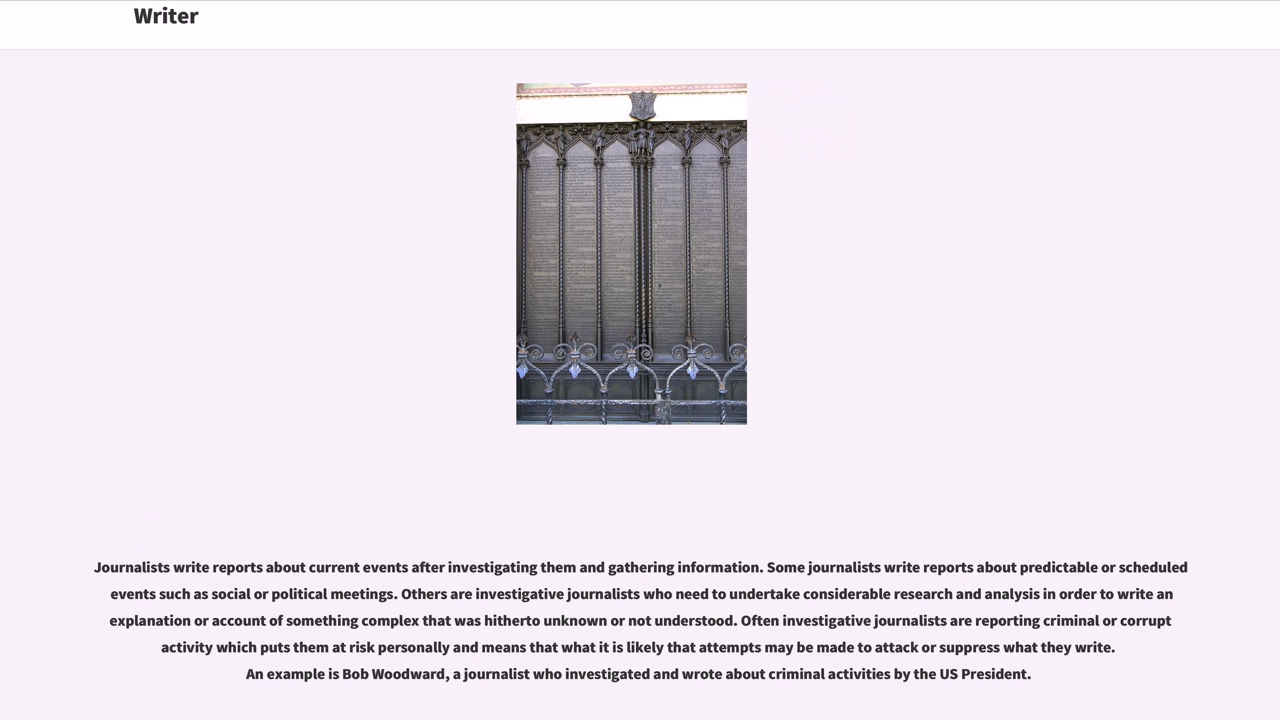 Writer
Journalists write reports about current events after investigating them and gathering information. Some journalists write reports about predictable or scheduled
events such as social or political meetings. Others are investigative journalists who need to undertake considerable research and analysis in order to write an
explanation or account of something complex that was hitherto unknown or not understood. Often investigative journalists are reporting criminal or corrupt
activity which puts them at risk personally and means that what it is likely that attempts may be made to attack or suppress what they write.
An example is Bob Woodward, a journalist who investigated and wrote about criminal activities by the US President.